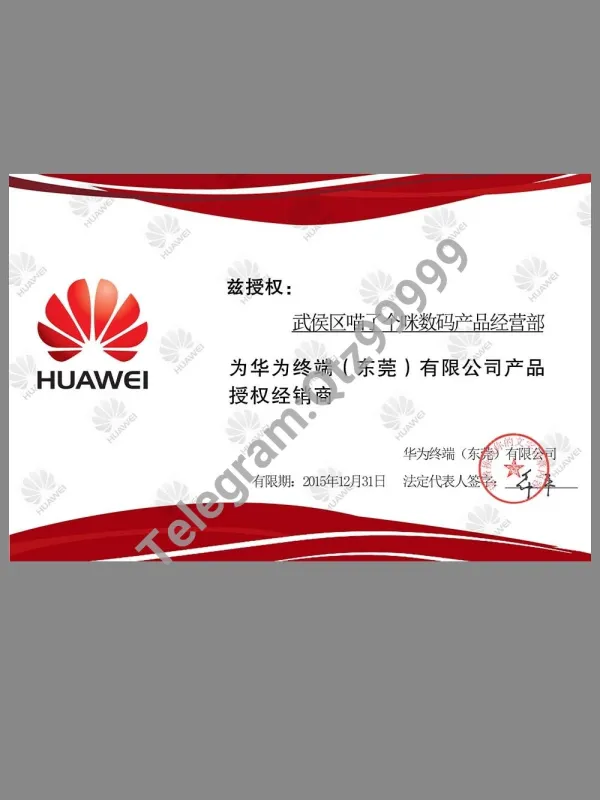 兹授权：
武侯区喵了个咪数码产品经营部
HUAWEI
为华为终端（东莞）有限公司产品
授权经销商
华为终端（东莞）有限公司
有限期：2015年12月31日
法定代表人签字：
Telegram:Qtz99999